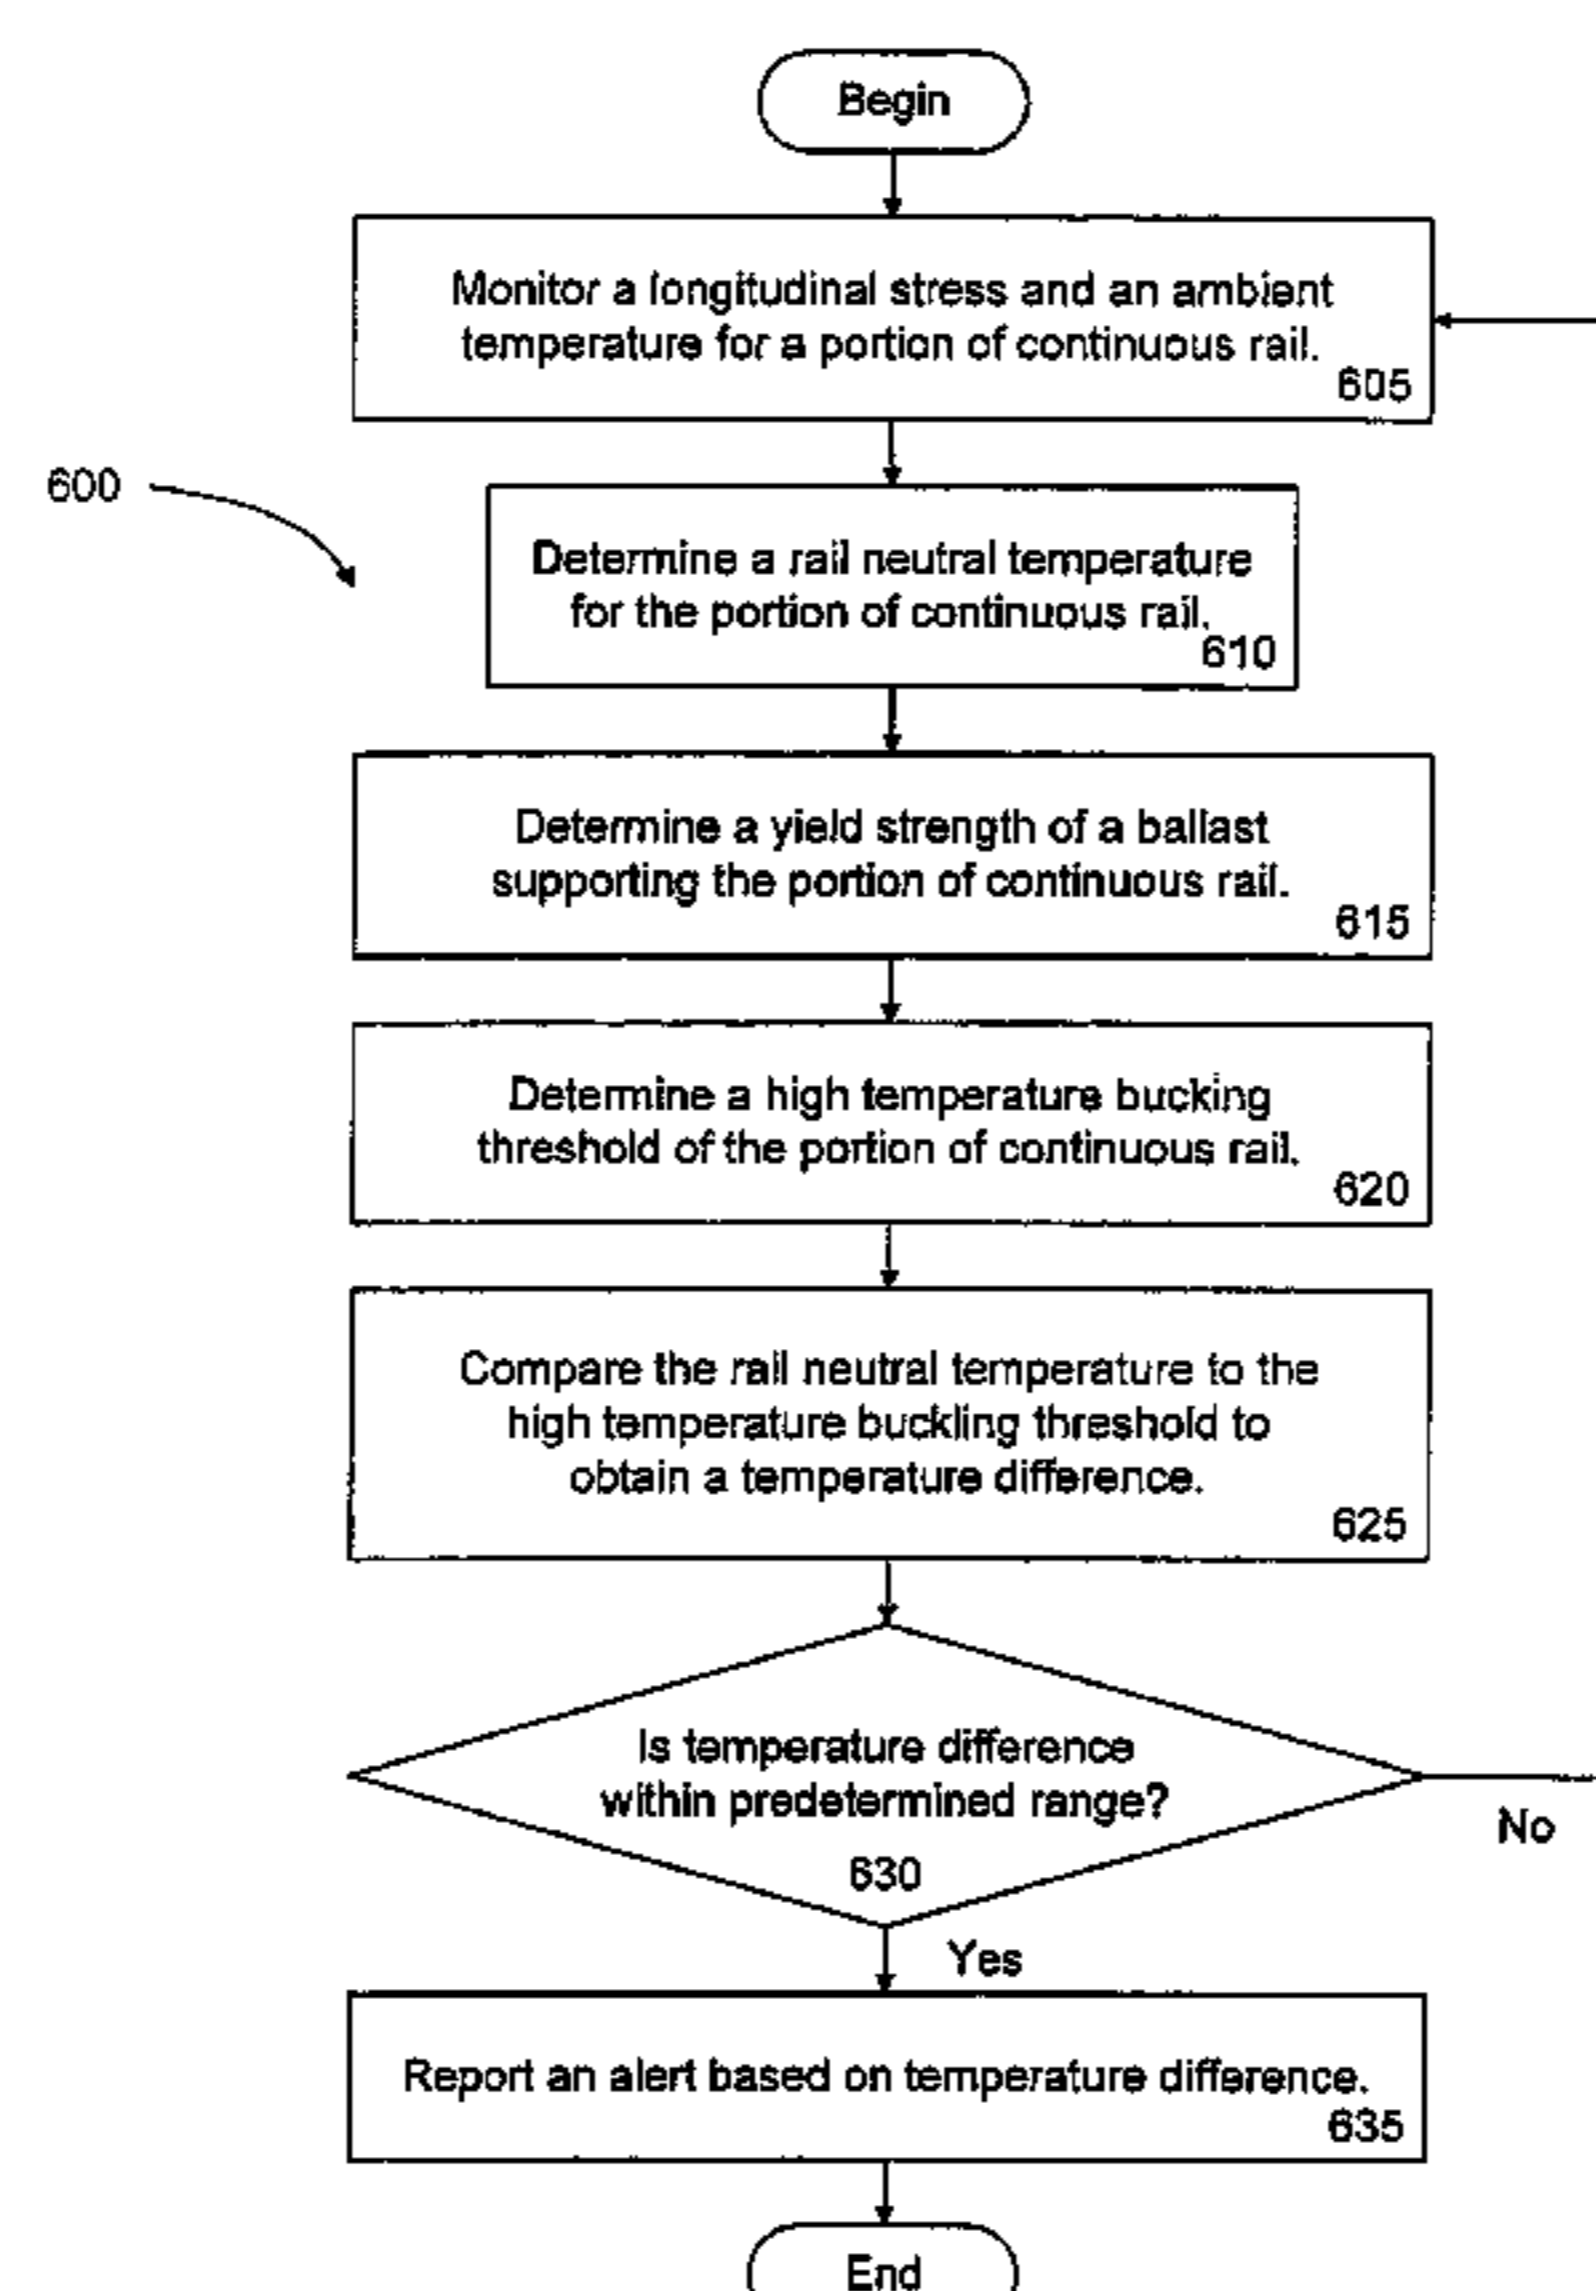 Begin
Monitor a longitudinal stress and an ambient
temperature for a portion of continuous rail.
605
600
Determine a rail neutral temperature
for the portion of continuous rail.
610
Determine a yield strength of a ballast
supporting the portion of continuous rail.
615
Determine a high temperature bucking
threshold of the portion of continuous rail.
620
Compare the rail neutral temperature to the
high temperature buckling threshold to
obtain a temperature difference.
625
Is temperature difference
within predetermined range?
630
No
Yes
Report an alert based on temperature difference.
635
End